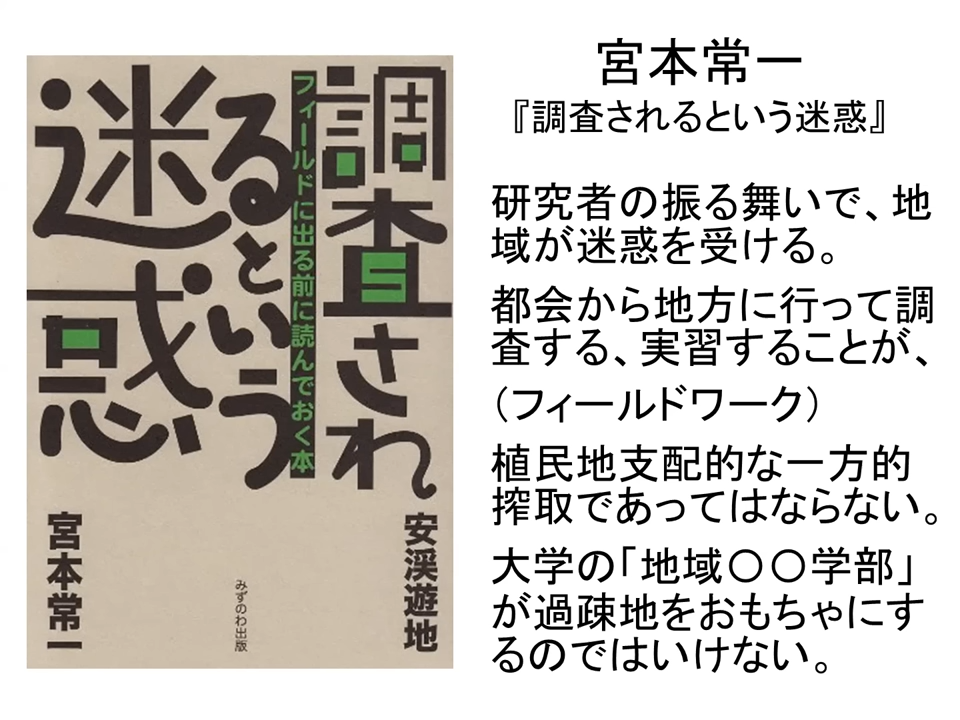 調査され
るという
迷惑
フィールドに出る前に読んでおく本
宮本常一
安渓遊地
みずのわ出版
宮本常一
『調査されるという迷惑』
研究者の振る舞いで、地
域が迷惑を受ける。
都会から地方に行って調
査する、実習することが、
（フィールドワーク）
植民地支配的な一方的
搾取であってはならない。
大学の「地域〇〇学部」
が過疎地をおもちゃにす
るのではいけない。